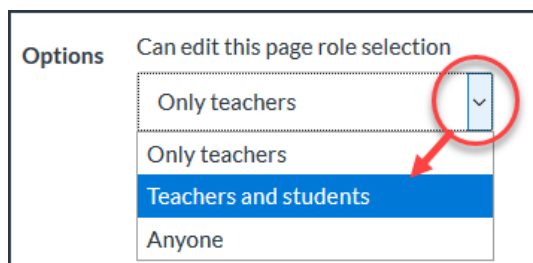 Options
Can edit this page role selection
Only teachers
Only teachers
Teachers and students
Anyone